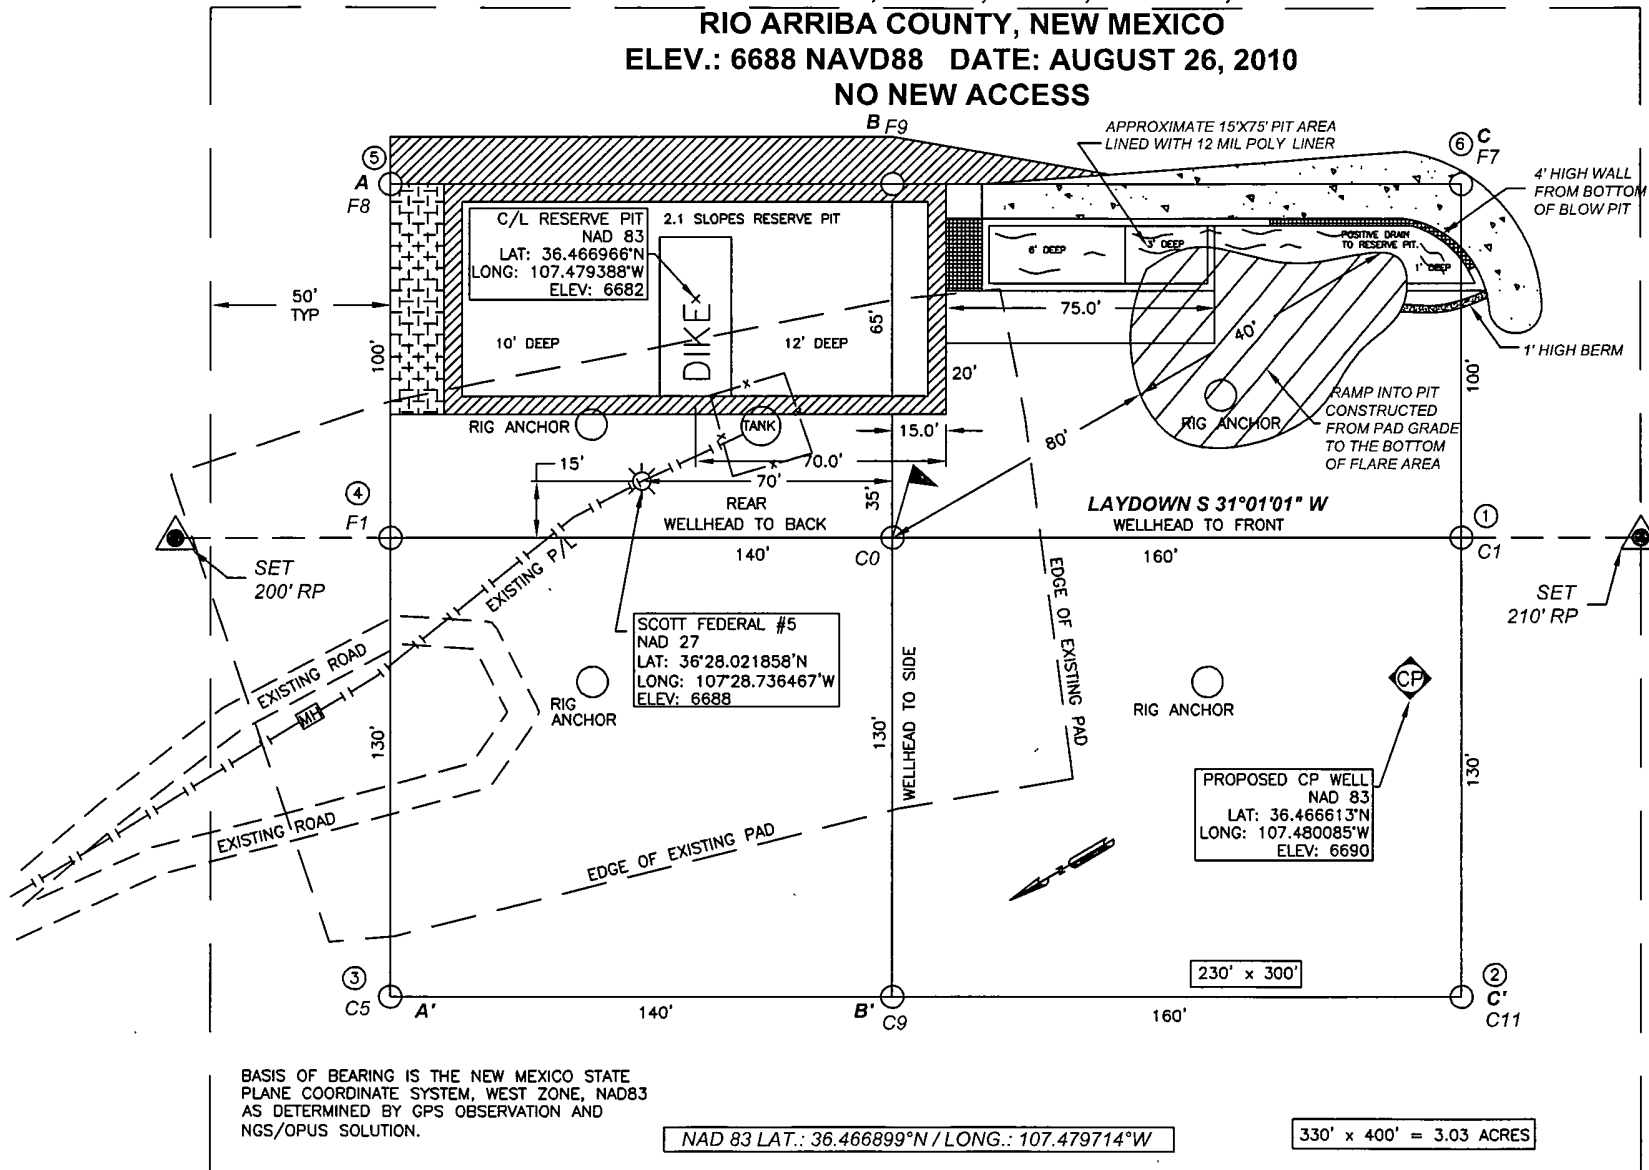 RIO ARRIBA COUNTY, NEW MEXICO
ELEV.: 6688 NAVD88 DATE: AUGUST 26, 2010
NO NEW ACCESS
B F9
APPROXIMATE 15'X75' PIT AREA
LINED WITH 12 MIL POLY LINER
6 C
F7
5
A
F8
4' HIGH WALL
FROM BOTTOM
OF BLOW PIT
C/L RESERVE PIT
NAD 83
LAT: 36.466966°N
LONG: 107.479388°W
ELEV: 6682
2.1 SLOPES RESERVE PIT
6' DEEP
3' DEEP
POSITIVE DRAIN
TO RESERVE PIT.
1' DEEP
50'
TYP
75.0'
65'
40'
100'
10' DEEP
DIKE
12' DEEP
1' HIGH BERM
100'
20'
RAMP INTO PIT
CONSTRUCTED
FROM PAD GRADE
TO THE BOTTOM
OF FLARE AREA
RIG ANCHOR
TANK
15.0'
RIG ANCHOR
80'
15'
70.0'
70'
35'
4
F1
REAR
WELLHEAD TO BACK
LAYDOWN S 31°01'01" W
WELLHEAD TO FRONT
1
C1
140'
C0
160'
SET
200' RP
EXISTING P/L
EDGE OF EXISTING PAD
SET
210' RP
SCOTT FEDERAL #5
NAD 27
LAT: 36°28.021858'N
LONG: 107°28.736467'W
ELEV: 6688
EXISTING ROAD
MH
RIG
ANCHOR
WELLHEAD TO SIDE
RIG ANCHOR
CP
130'
130'
130'
PROPOSED CP WELL
NAD 83
LAT: 36.466613°N
LONG: 107.480085°W
ELEV: 6690
EXISTING ROAD
EDGE OF EXISTING PAD
230' x 300'
3
C5
A'
140'
B'
C9
160'
2
C'
C11
BASIS OF BEARING IS THE NEW MEXICO STATE
PLANE COORDINATE SYSTEM, WEST ZONE, NAD83
AS DETERMINED BY GPS OBSERVATION AND
NGS/OPUS SOLUTION.
NAD 83 LAT.: 36.466899°N / LONG.: 107.479714°W
330' x 400' = 3.03 ACRES